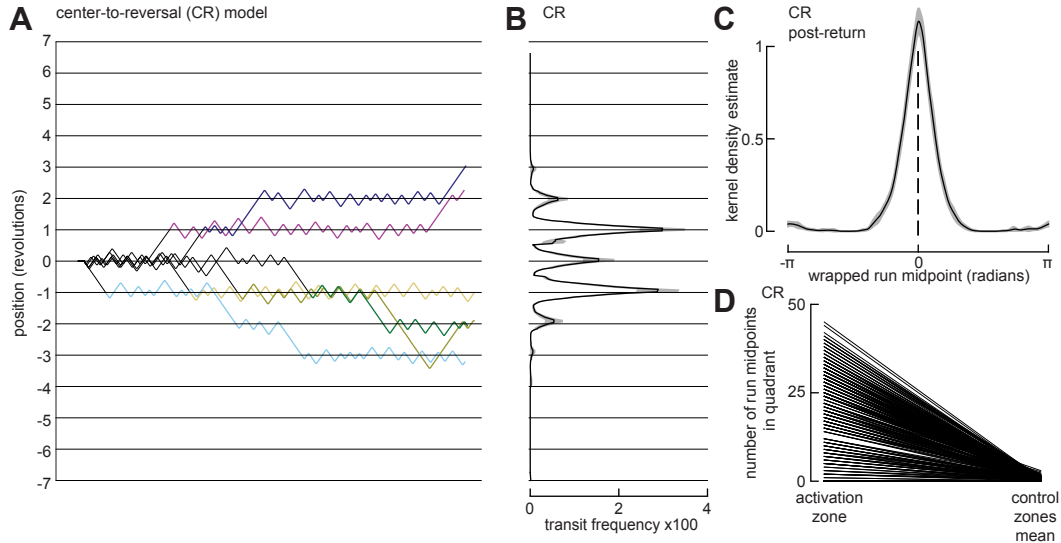 A
center-to-reversal (CR) model
position (revolutions)
7
6
5
4
3
2
1
0
-1
-2
-3
-4
-5
-6
-7
B
CR
0
2
4
transit frequency x100
C
CR
post-return
kernel density estimate
1
0.5
0
-π
0
π
wrapped run midpoint (radians)
D
CR
number of run midpoints
in quadrant
50
25
0
activation
zone
control
zones
mean